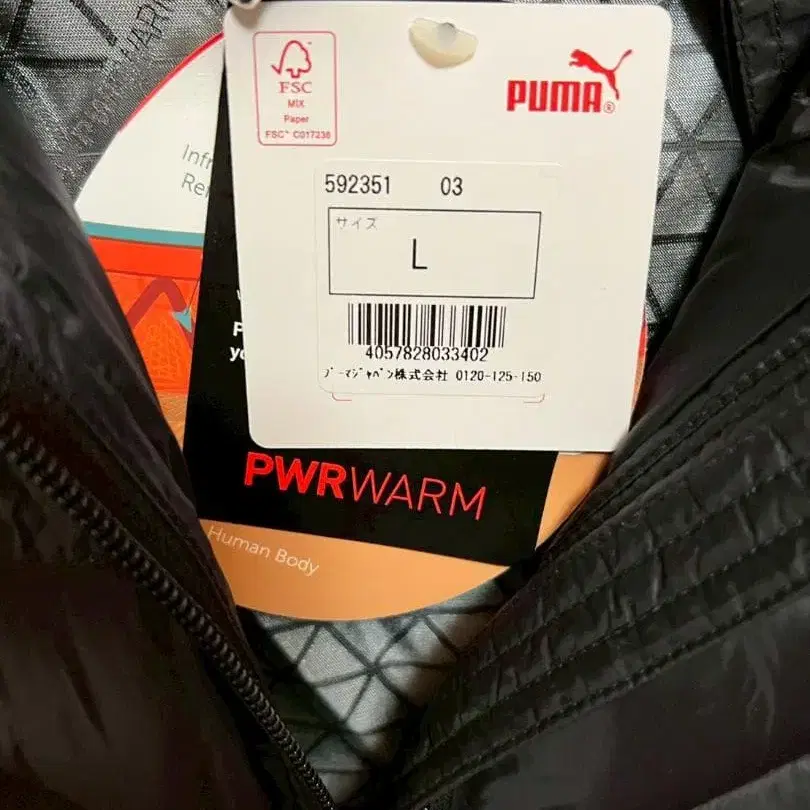 FSC
MIX
Paper
FSC™ C017238
PUMA®
592351 03
サイズ
L
4057828033402
プーマジャパン株式会社 0120-125-150
PWRWARM
Human Body